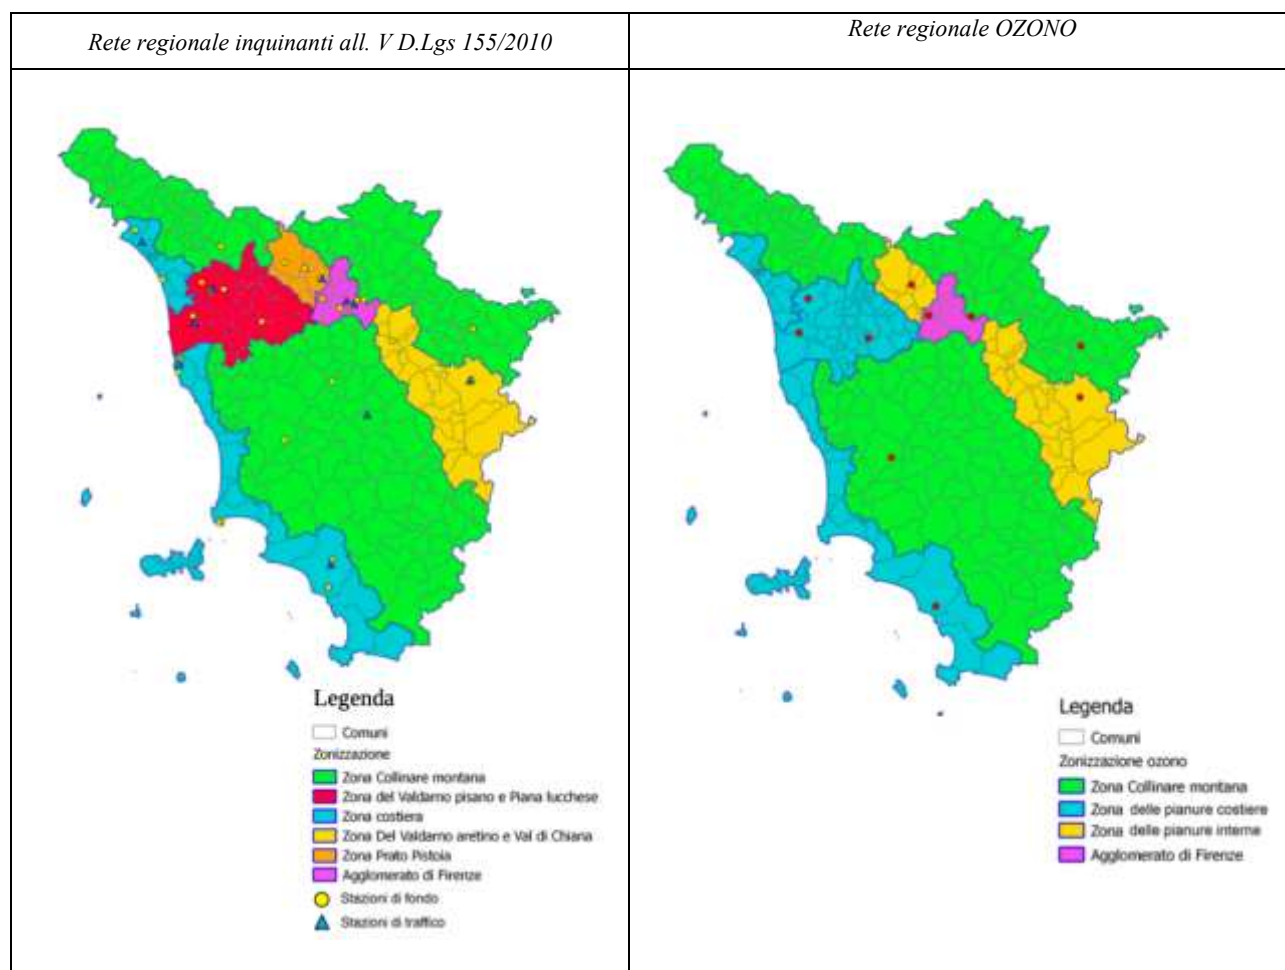 Rete regionale inquinanti all. V D.Lgs 155/2010
Rete regionale OZONO
Legenda
Comuni
Zonizzazione
Zona Collinare montana
Zona del Valdarno pisano e Piana lucchese
Zona costiera
Zona Del Valdarno aretino e Val di Chiana
Zona Prato Pistoia
Agglomerato di Firenze
Stazioni di fondo
Stazioni di traffico
Legenda
Comuni
Zonizzazione ozono
Zona Collinare montana
Zona delle pianure costiere
Zona delle pianure interne
Agglomerato di Firenze